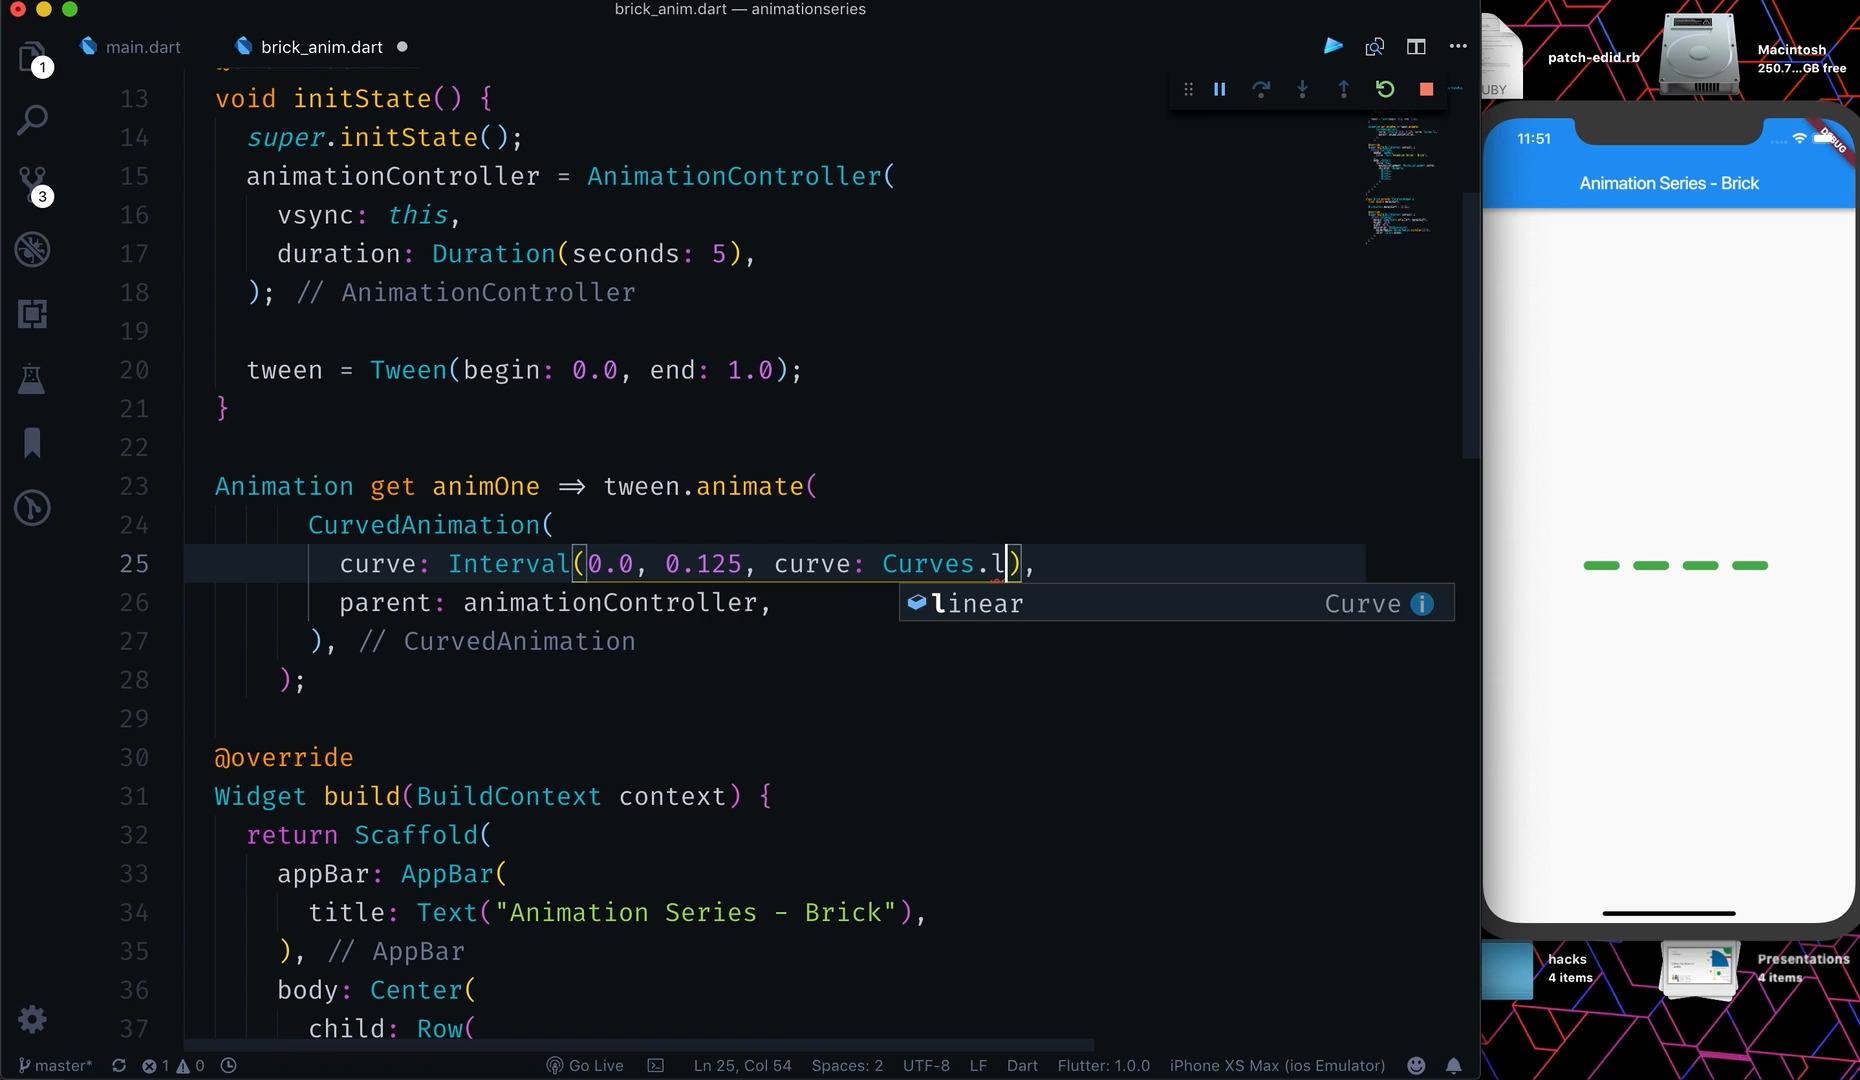 brick_anim.dart — animationseries
main.dart
brick_anim.dart
1
3
13 void initState() {
14 super.initState();
15 animationController = AnimationController(
16 vsync: this,
17 duration: Duration(seconds: 5),
18 ); // AnimationController
19
20 tween = Tween(begin: 0.0, end: 1.0);
21 }
22
23 Animation get animOne => tween.animate(
24 CurvedAnimation(
25 curve: Interval(0.0, 0.125, curve: Curves.l),
26 parent: animationController,
linear Curve
27 ), // CurvedAnimation
28 );
29
30 @override
31 Widget build(BuildContext context) {
32 return Scaffold(
33 appBar: AppBar(
34 title: Text("Animation Series - Brick"),
35 ), // AppBar
36 body: Center(
37 child: Row(
master* 1 0 Go Live Ln 25, Col 54 Spaces: 2 UTF-8 LF Dart Flutter: 1.0.0 iPhone XS Max (ios Emulator)
UBY
patch-edid.rb
Macintosh
250.7...GB free
11:51
DEBUG
Animation Series - Brick
hacks
4 items
Presentations
4 items